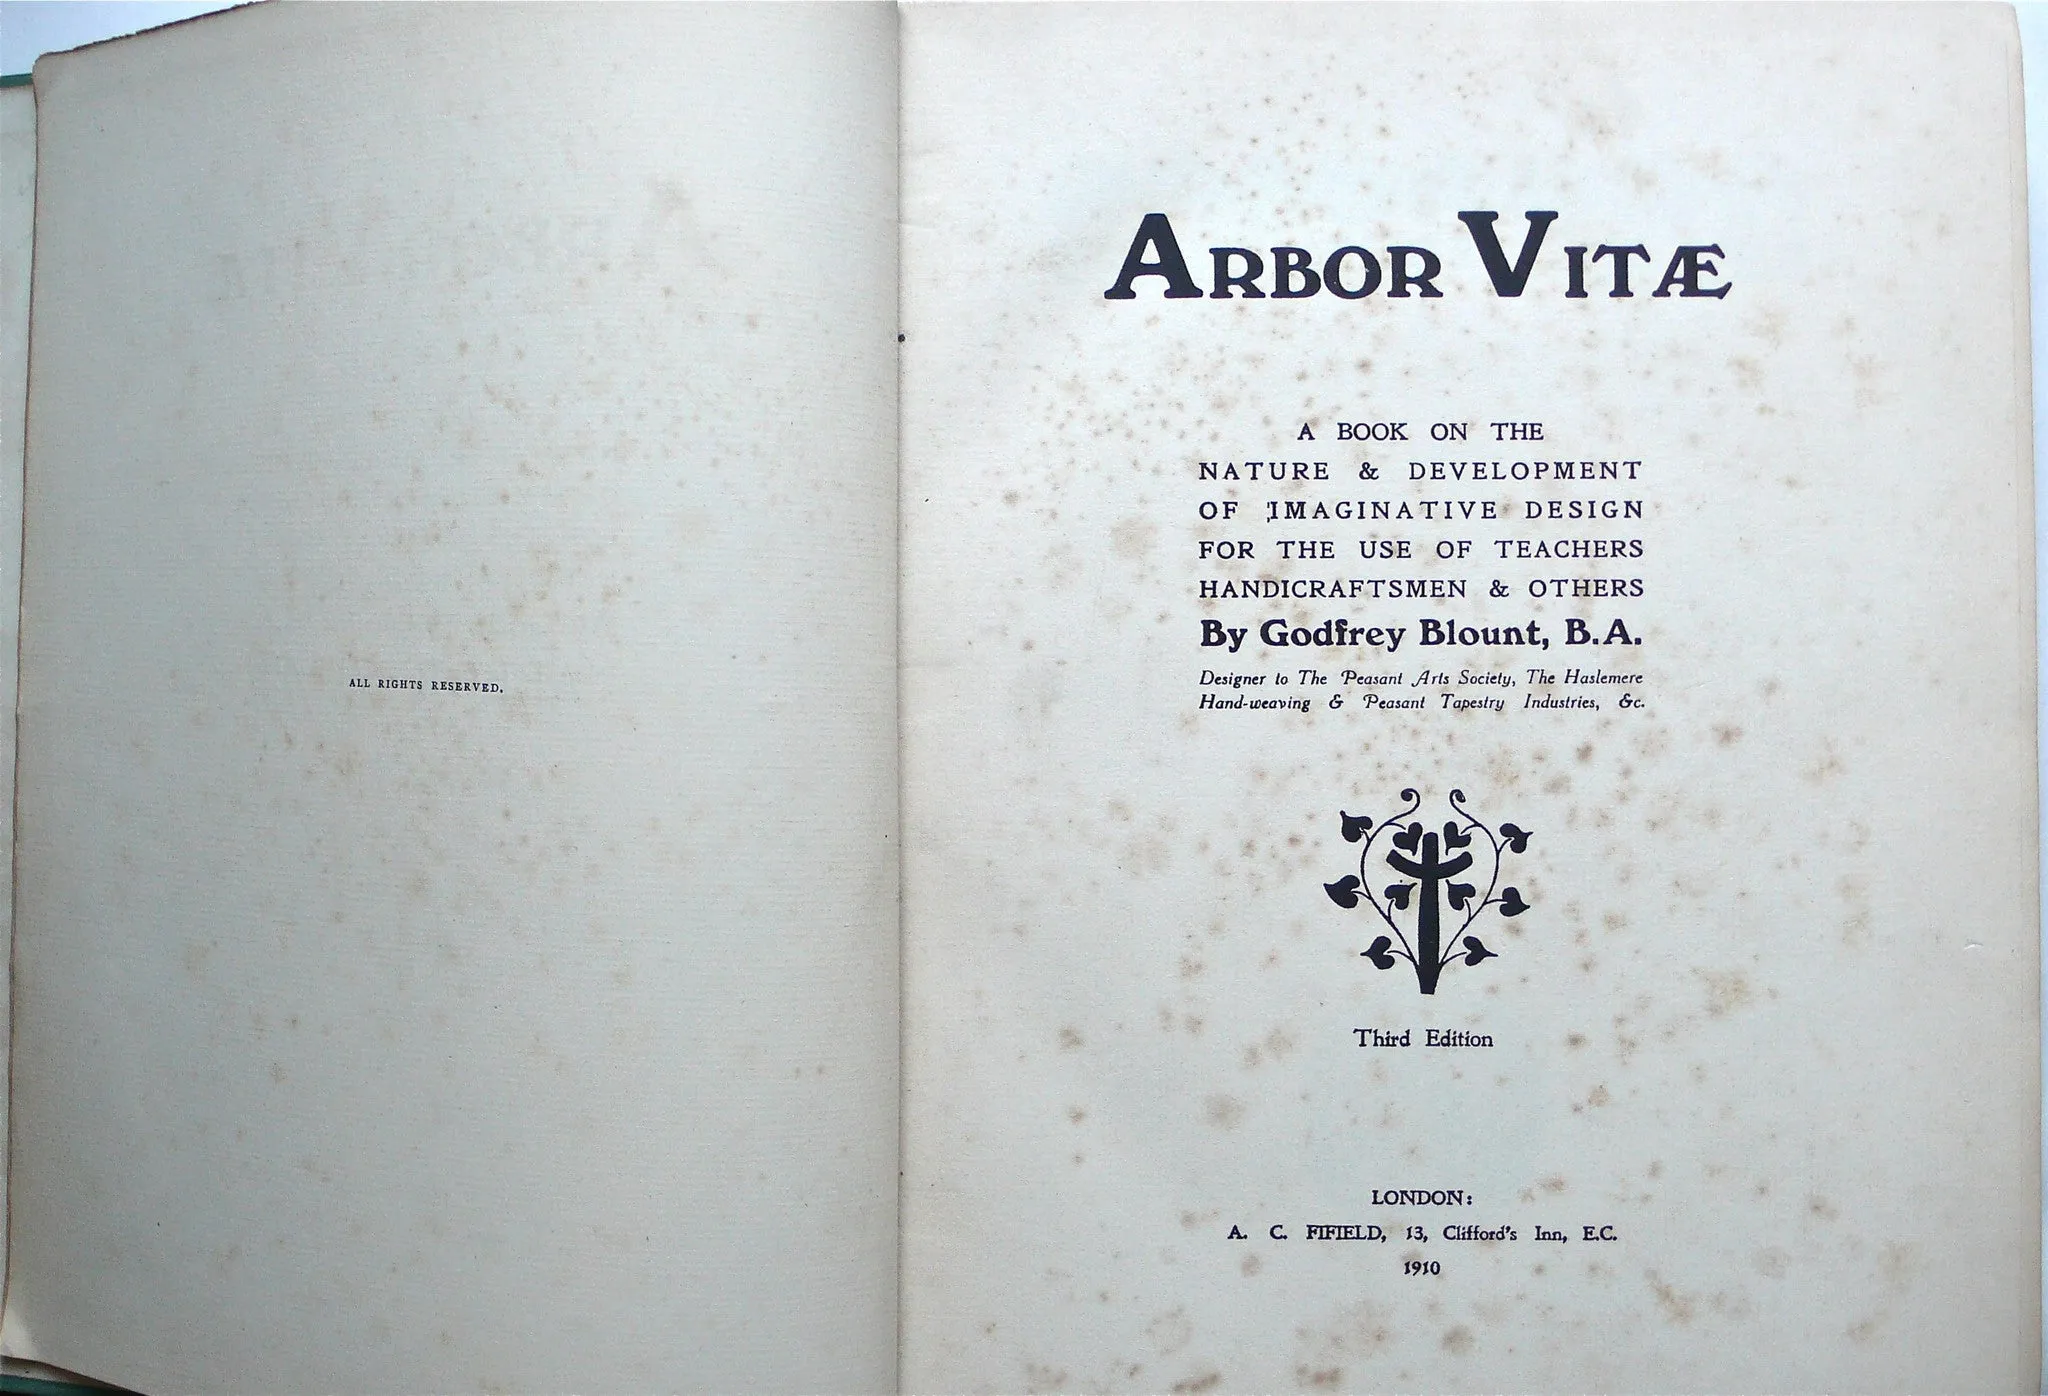 ALL RIGHTS RESERVED.
ARBOR VITÆ
A BOOK ON THE
NATURE & DEVELOPMENT
OF IMAGINATIVE DESIGN
FOR THE USE OF TEACHERS
HANDICRAFTSMEN & OTHERS
By Godfrey Blount, B.A.
Designer to The Peasant Arts Society, The Haslemere
Hand-weaving & Peasant Tapestry Industries, &c.
Third Edition
LONDON:
A. C. FIFIELD, 13, Clifford's Inn, E.C.
1910